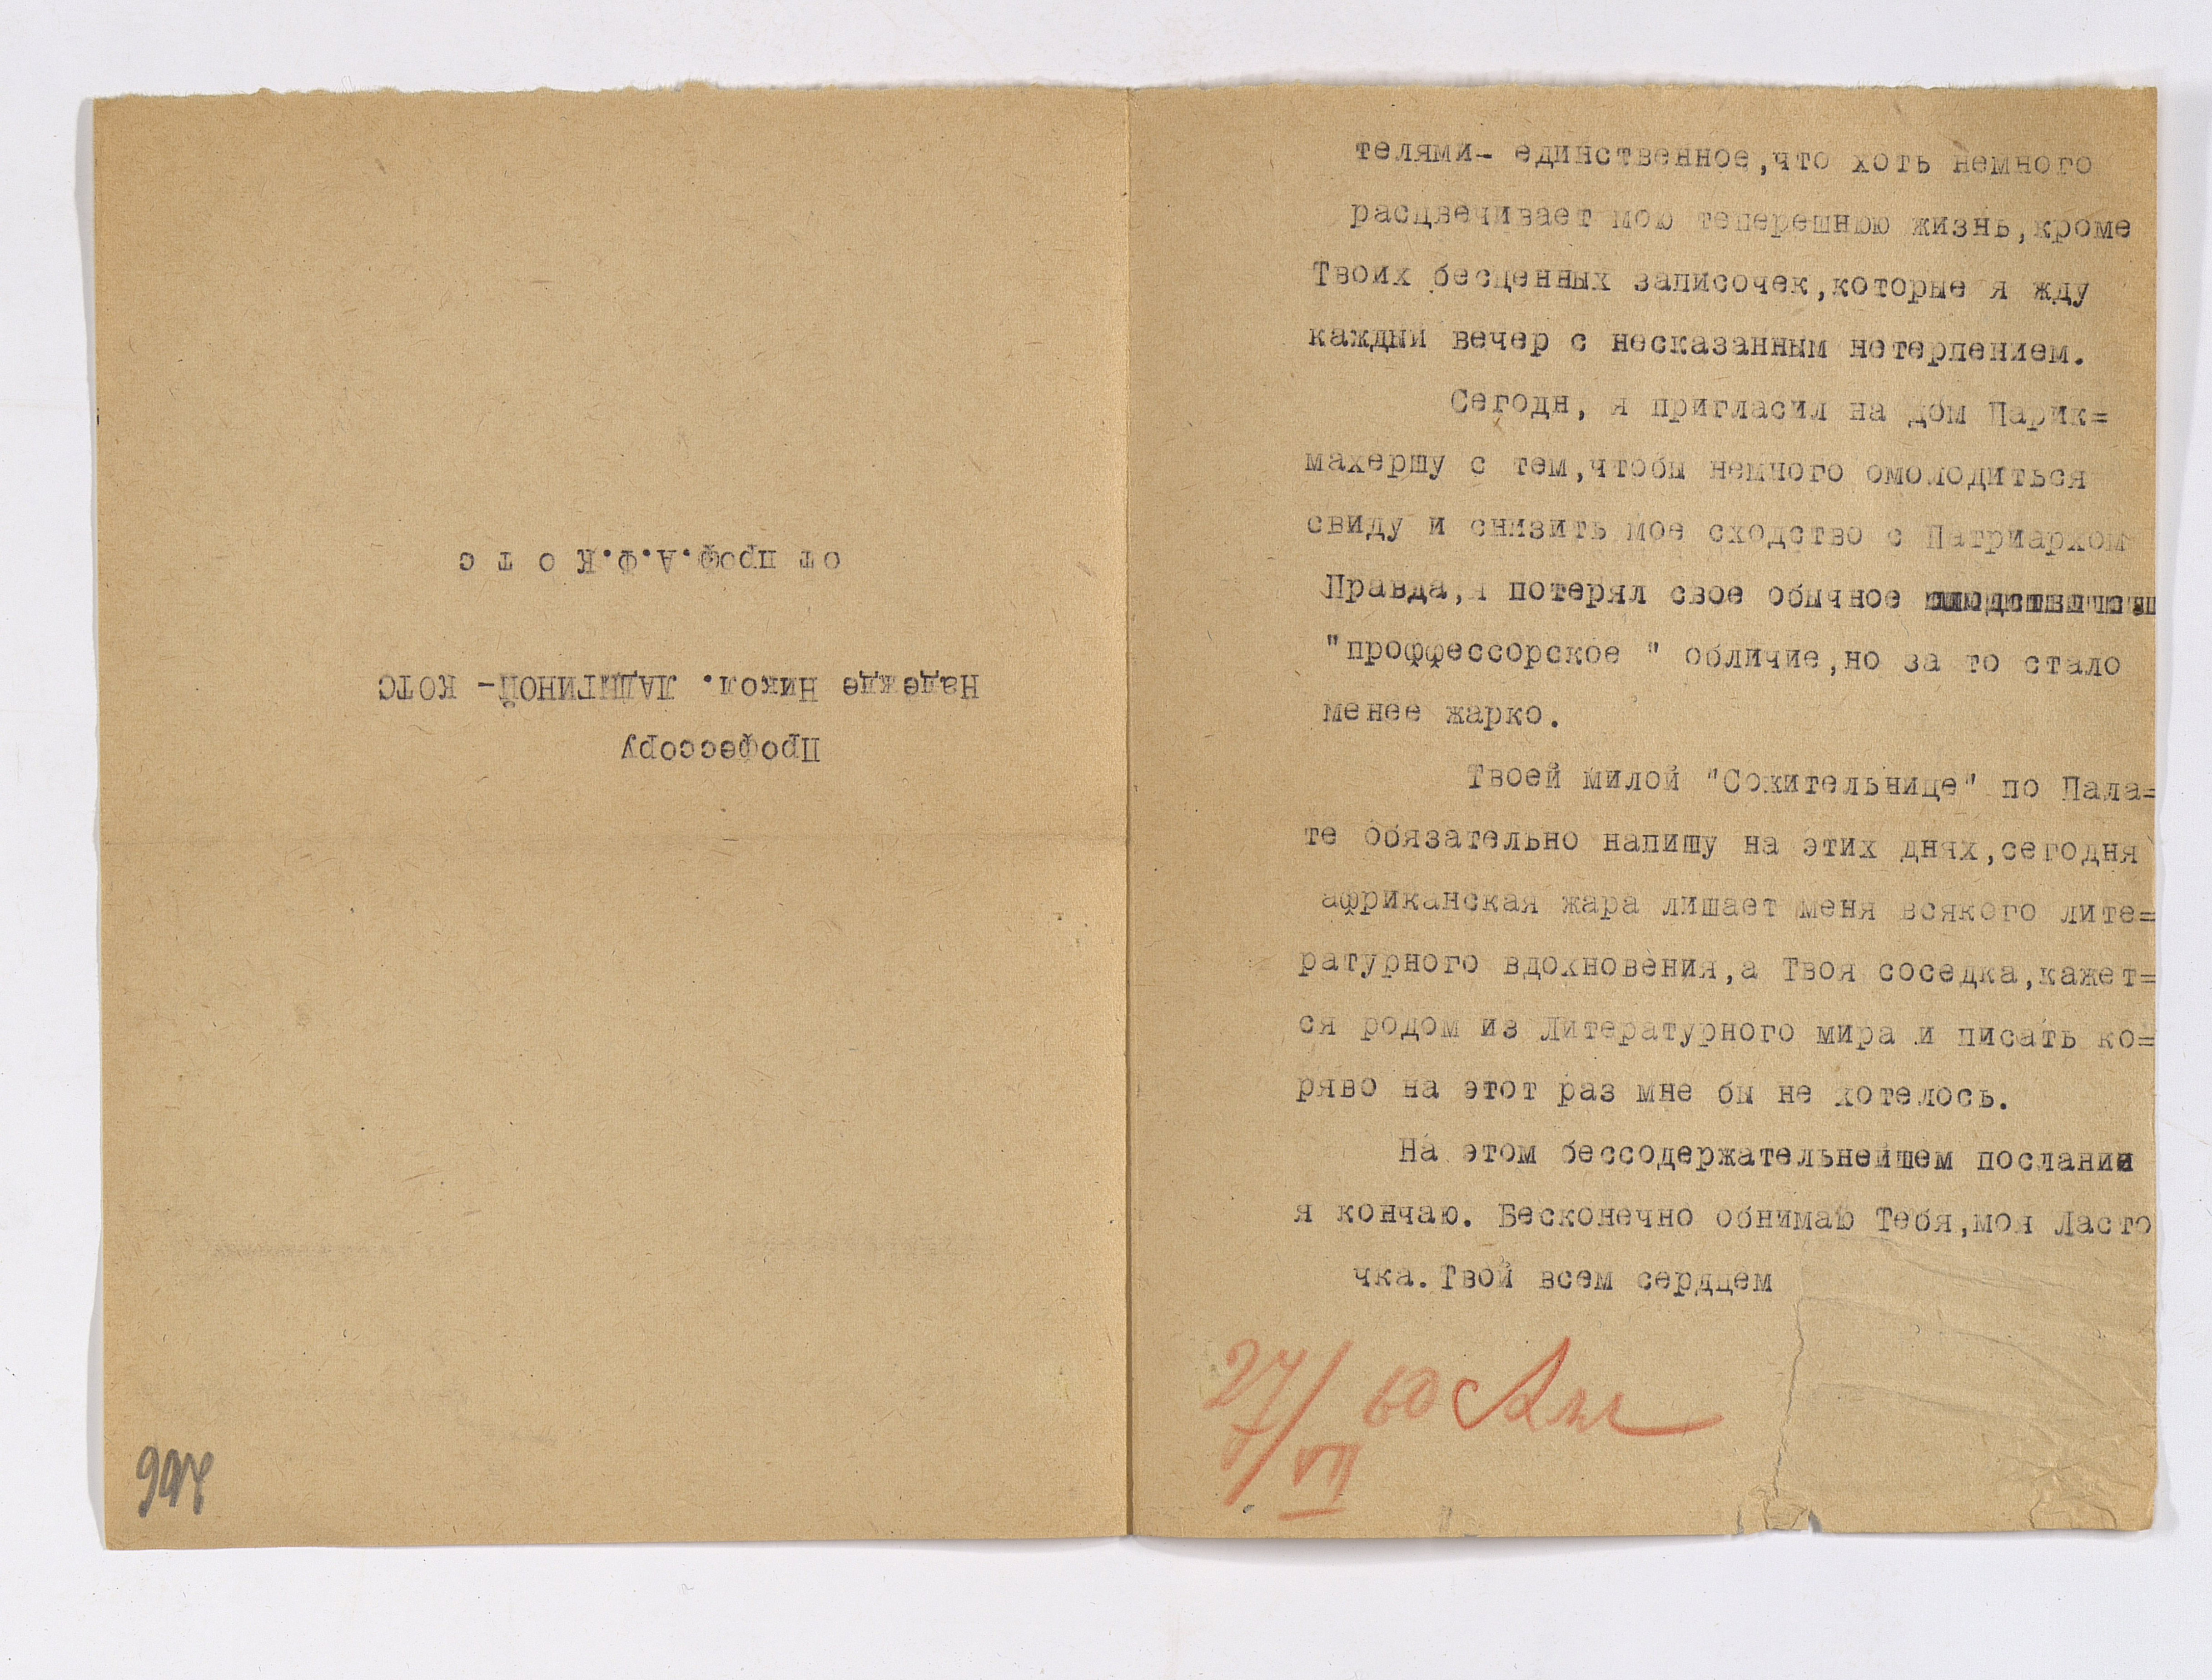 Профессору
Надежде Никол. ЛАДЫГИНОЙ- КОТС
от проф.А.Ф.К о т с
телями- единственное,что хоть немного
расцвечивает мою теперешнюю жизнь,кроме
Твоих бесценных записочек,которые я жду
каждый вечер с несказанным нетерпением.
Сегодн, я пригласил на дом Парик=
махершу с тем,чтобы немного омолодиться
свиду и снизить мое сходство с Патриархом
Правда,я потерял свое обычное
"проффессорское " обличие,но за то стало
менее жарко.
Твоей милой "Сожительнице" по Пала=
те обязательно напишу на этих днях,сегодня
африканская жара лишает меня всякого лите=
ратурного вдохновения,а Твоя соседка,кажет=
ся родом из Литературного мира и писать ко=
ряво на этот раз мне бы не хотелось.
На этом бессодержательнейшем послании
я кончаю. Бесконечно обнимаю Тебя,моя Ласто
чка.Твой всем сердцем
27/VII 60